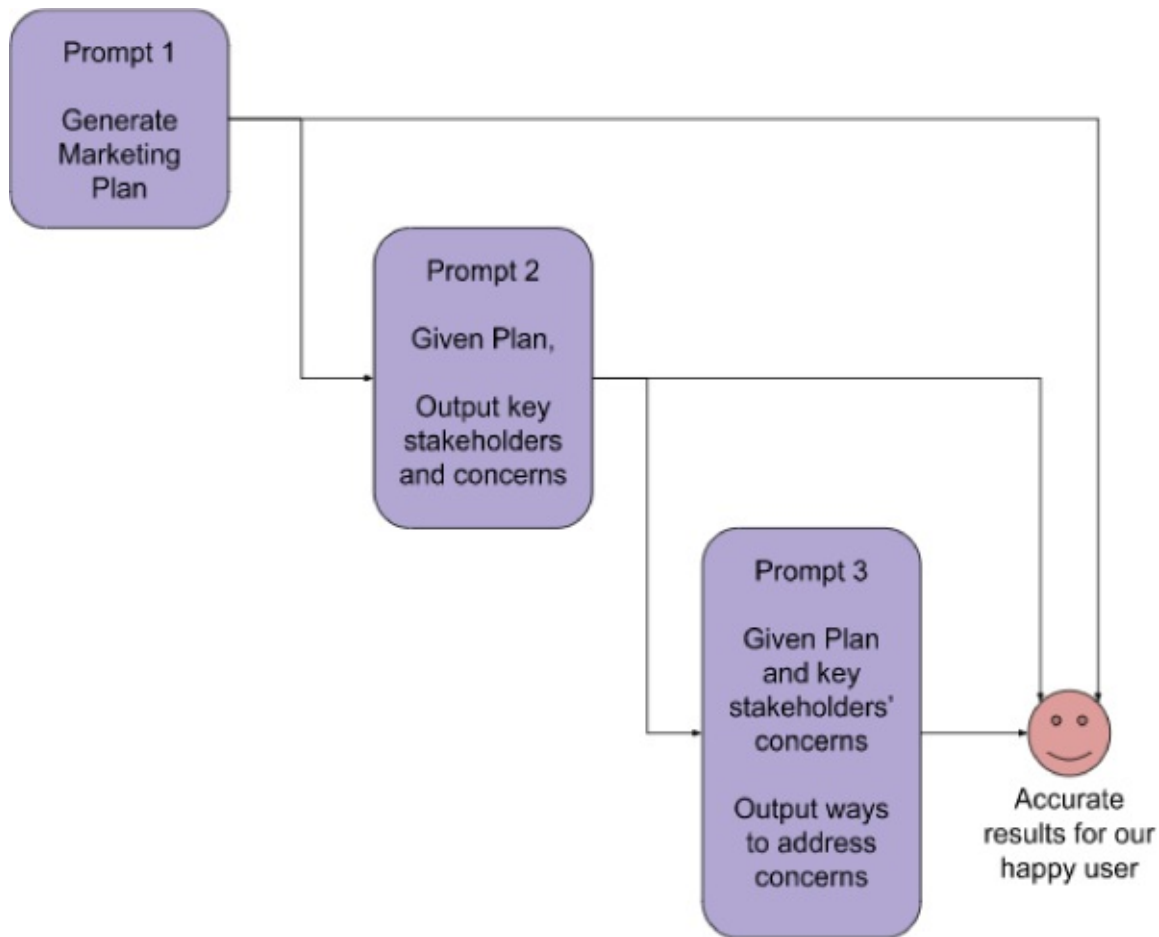 Prompt 1
Generate
Marketing
Plan
Prompt 2
Given Plan,
Output key
stakeholders
and concerns
Prompt 3
Given Plan
and key
stakeholders’
concerns
Output ways
to address
concerns
Accurate
results for our
happy user